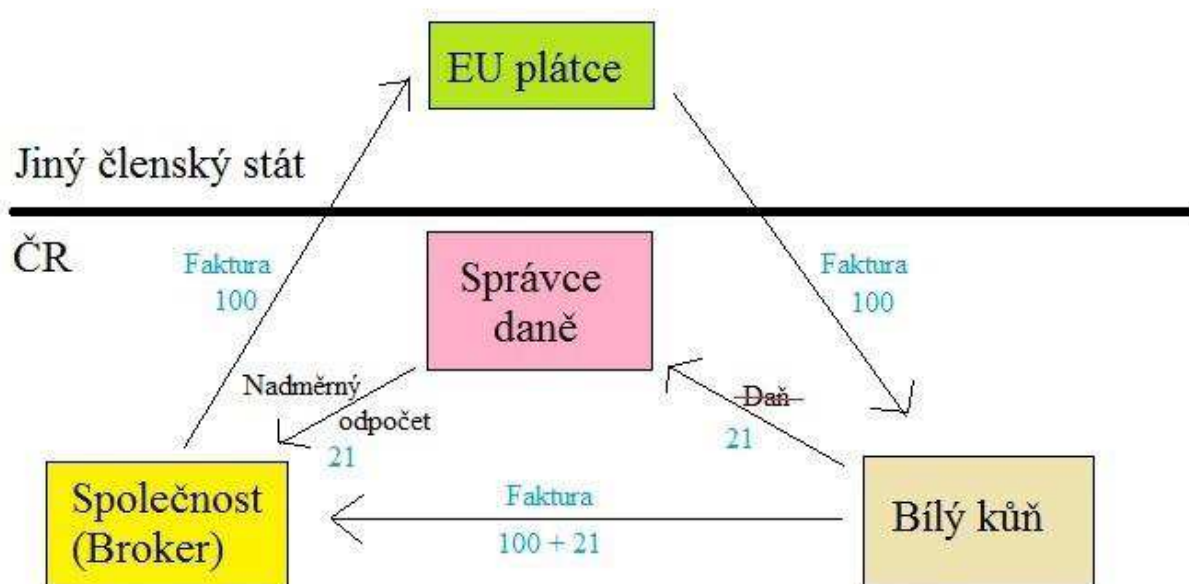 EU plátce
Jiný členský stát
ČR
Faktura
100
Správce
daně
Faktura
100
Nadměrný
odpočet
21
Daň
21
Společnost
(Broker)
Faktura
100 + 21
Bílý kůň